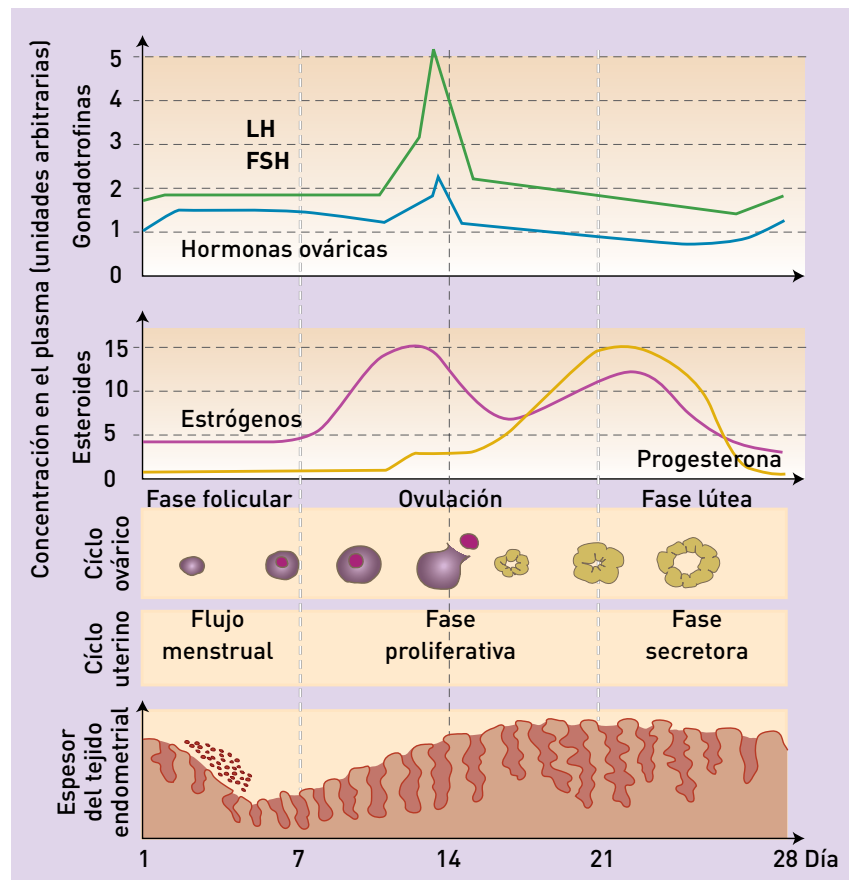 Concentración en el plasma (unidades arbitrarias)
Gonadotrofinas
5
4
3
2
1
0
LH
FSH
Hormonas ováricas
Esteroides
15
10
5
0
Estrógenos
Progesterona
Fase folicular
Ovulación
Fase lútea
Cíclo
ovárico
Cíclo
uterino
Flujo
menstrual
Fase
proliferativa
Fase
secretora
Espesor
del tejido
endometrial
1 7 14 21 28 Día